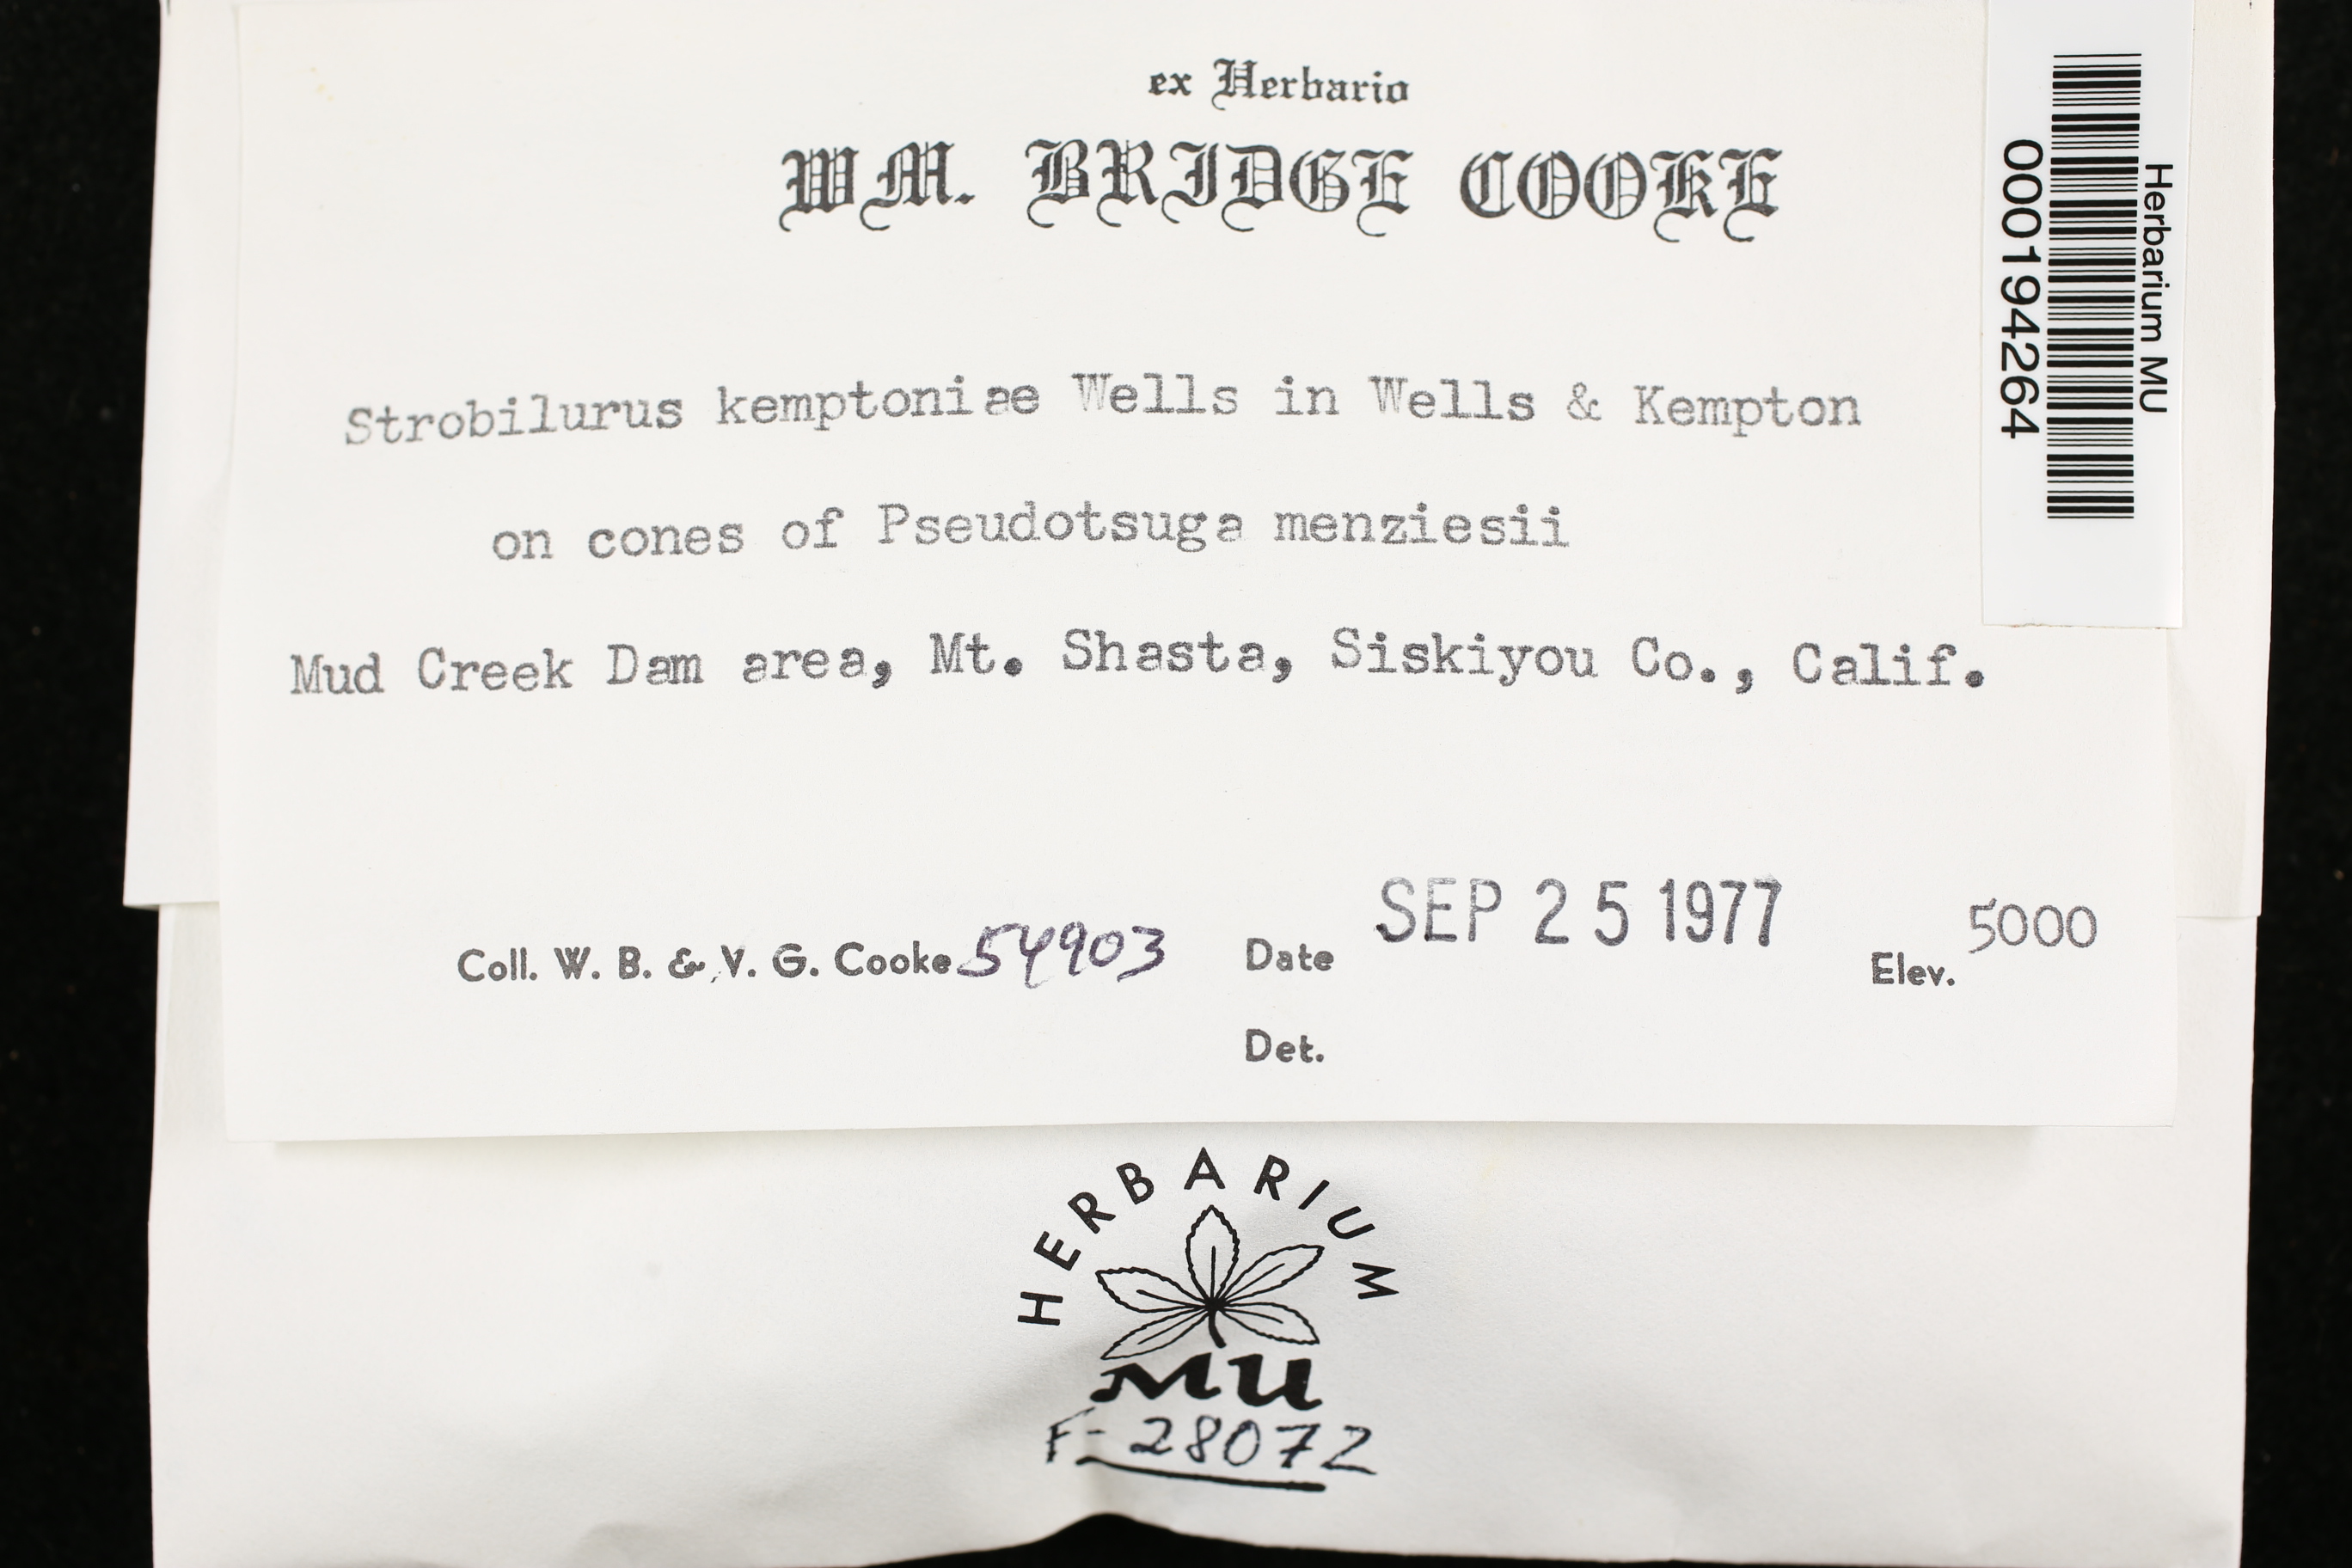 ex Herbario
WM. BRIDGE COOKE
Herbarium MU
000194264
Strobilurus kemptoniae Wells in Wells & Kempton
on cones of Pseudotsuga menziesii
Mud Creek Dam area, Mt. Shasta, Siskiyou Co., Calif.
Coll. W. B. & V. G. Cooke 54903 Date SEP 25 1977 Elev. 5000
Det.
HERBARIUM
MU
F-28072